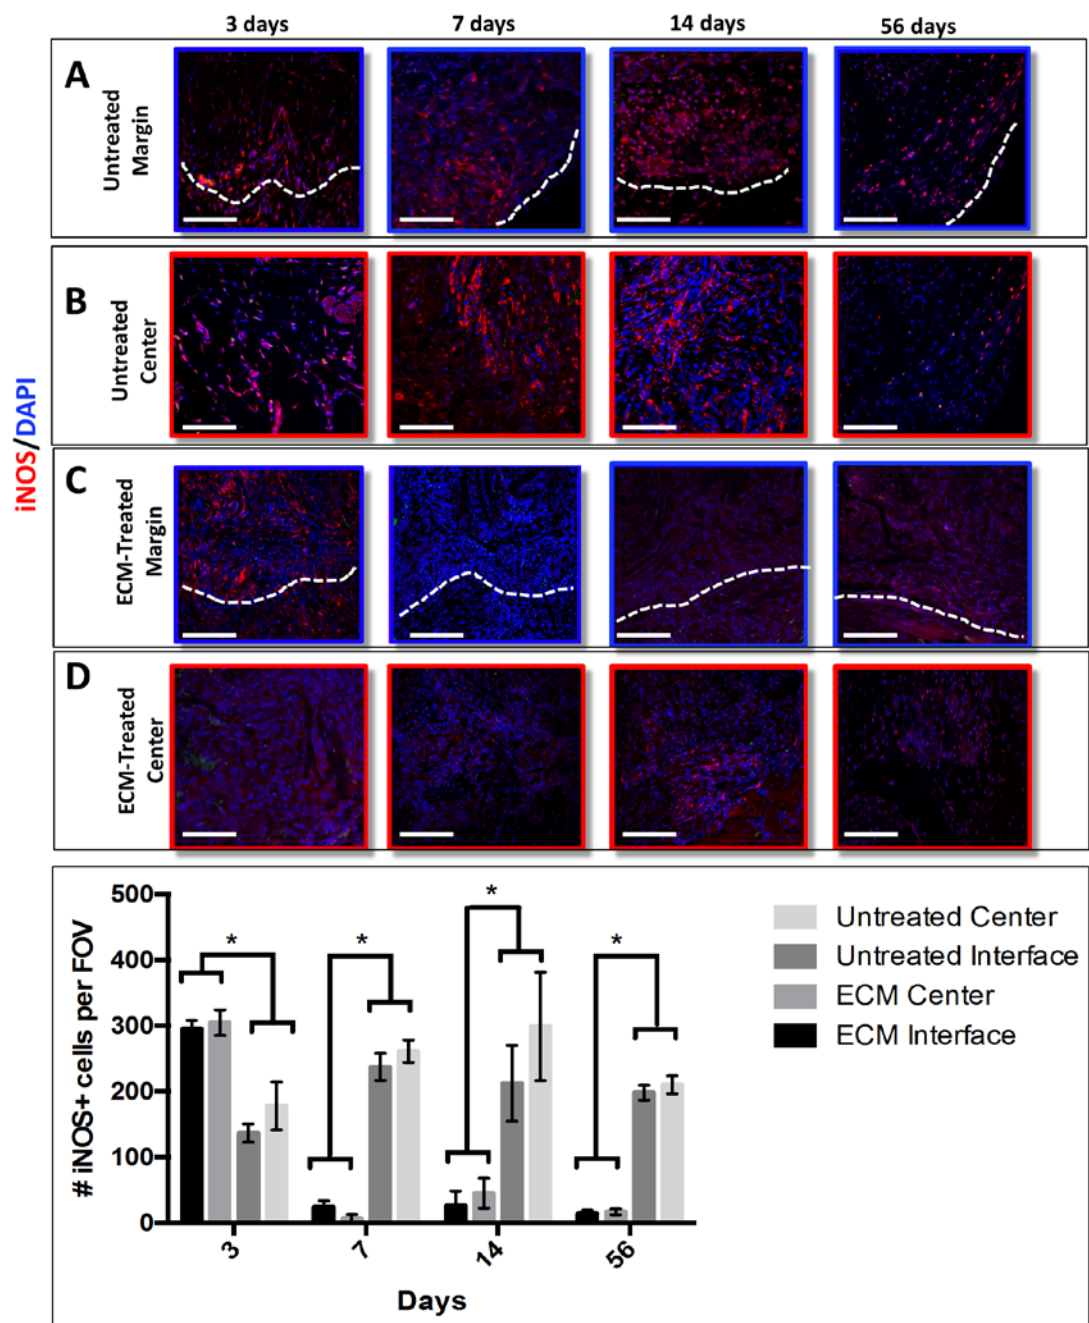 3 days 7 days 14 days 56 days
A
Untreated
Margin
B
Untreated
Center
iNOS/DAPI
C
ECM-Treated
Margin
D
ECM-Treated
Center
# iNOS+ cells per FOV
500
400
300
200
100
0
* * * *
3 7 14 56
Days
Untreated Center
Untreated Interface
ECM Center
ECM Interface